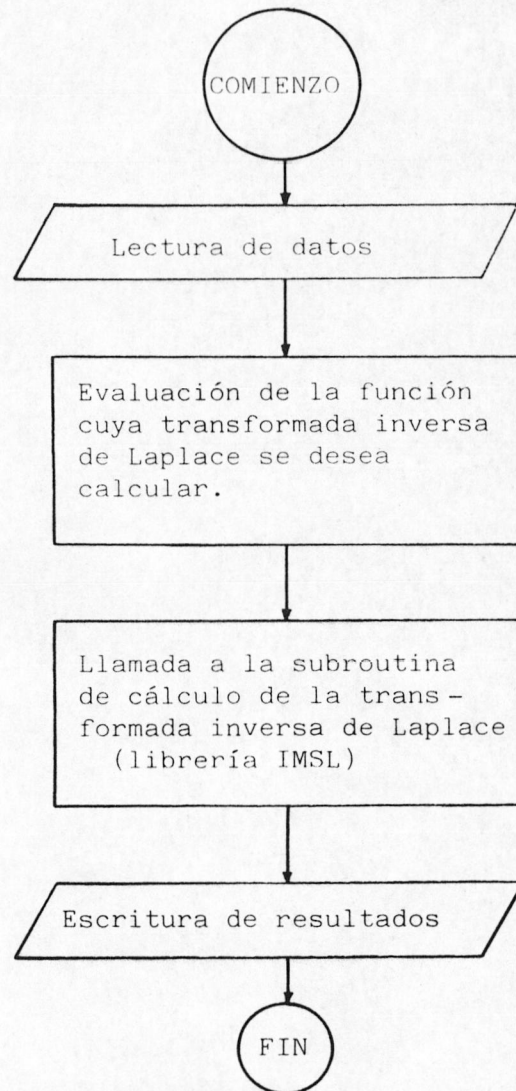 COMIENZO
Lectura de datos
Evaluación de la función
cuya transformada inversa
de Laplace se desea
calcular.
Llamada a la subroutina
de cálculo de la trans-
formada inversa de Laplace
(librería IMSL)
Escritura de resultados
FIN